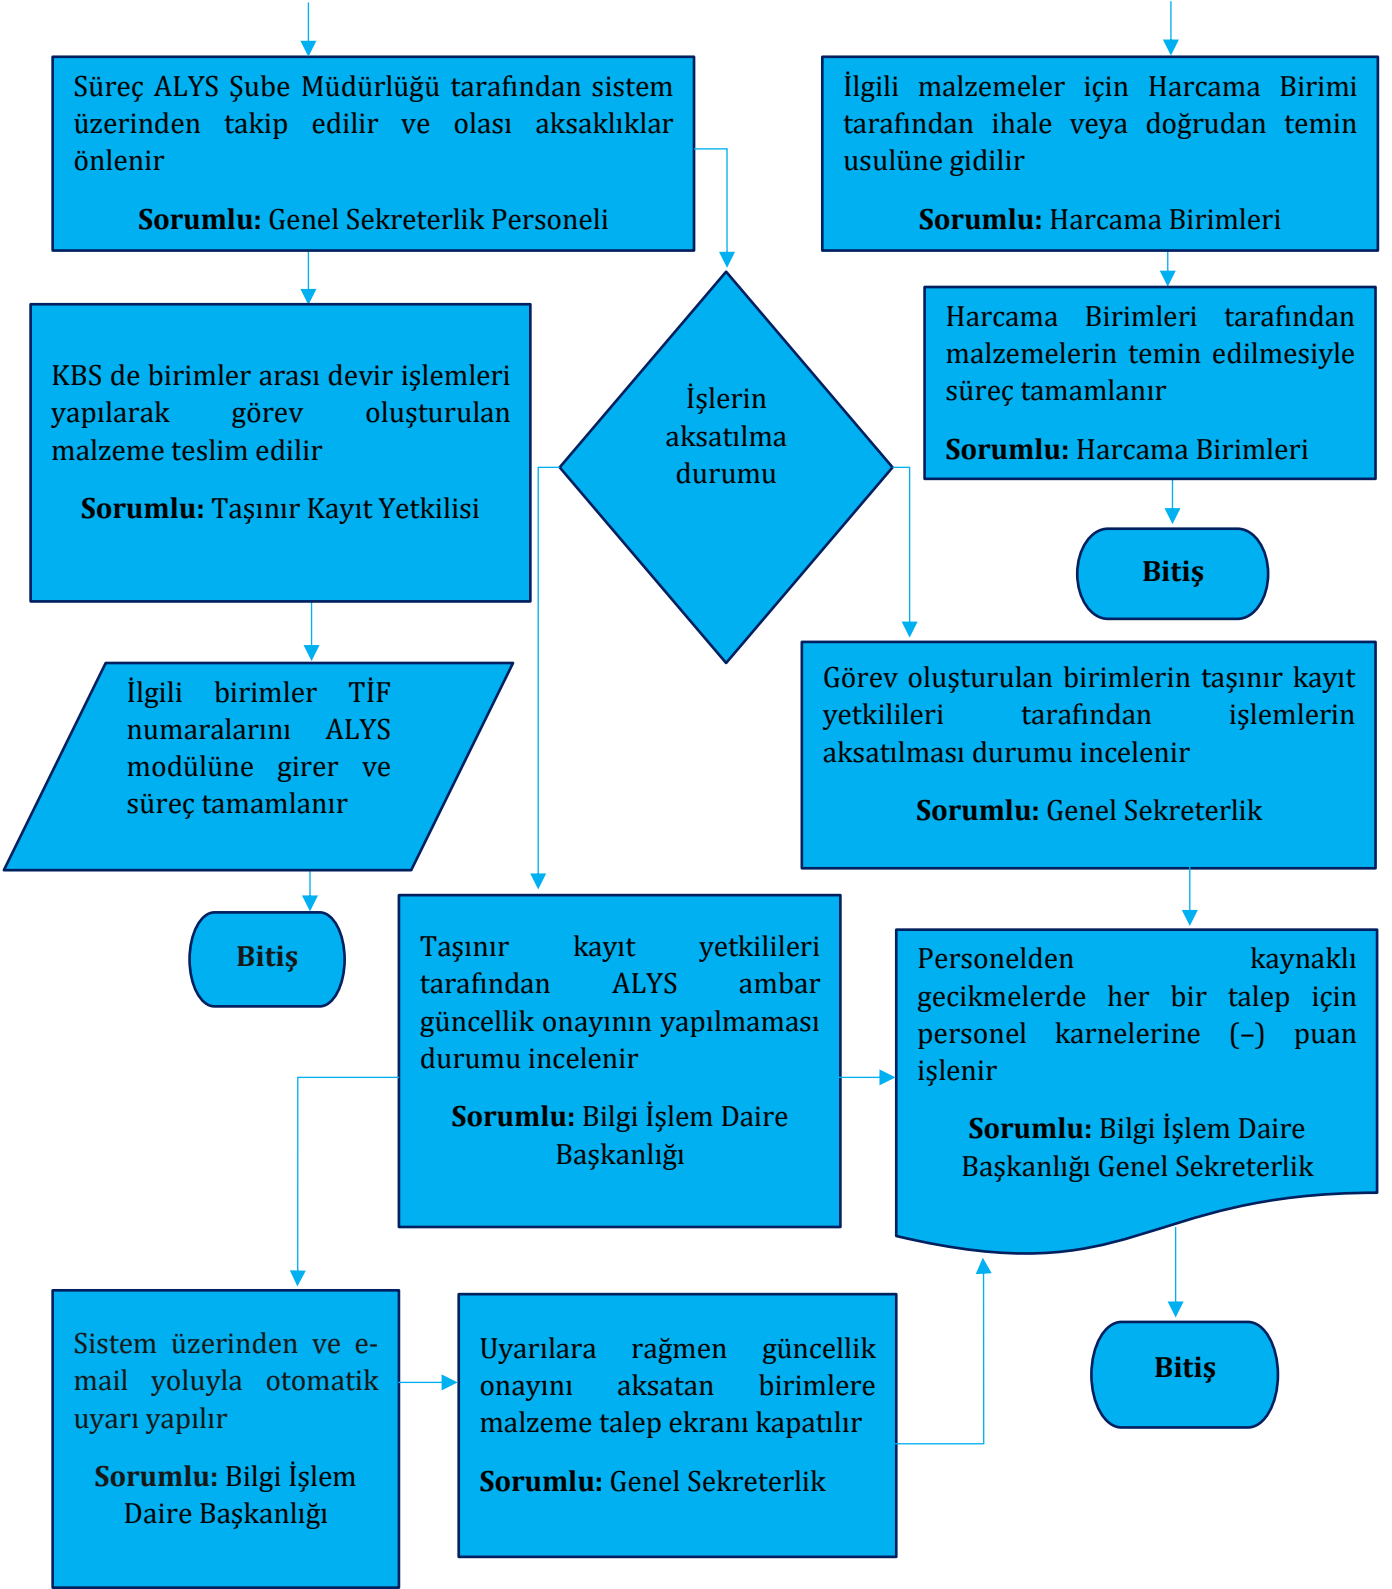 Süreç ALYS Şube Müdürlüğü tarafından sistem
üzerinden takip edilir ve olası aksaklıklar
önlenir
Sorumlu: Genel Sekreterlik Personeli
İlgili malzemeler için Harcama Birimi
tarafından ihale veya doğrudan temin
usulüne gidilir
Sorumlu: Harcama Birimleri
KBS de birimler arası devir işlemleri
yapılarak görev oluşturulan
malzeme teslim edilir
Sorumlu: Taşınır Kayıt Yetkilisi
İşlerin
aksatılma
durumu
Harcama Birimleri tarafından
malzemelerin temin edilmesiyle
süreç tamamlanır
Sorumlu: Harcama Birimleri
Bitiş
İlgili birimler TİF
numaralarını ALYS
modülüne girer ve
süreç tamamlanır
Görev oluşturulan birimlerin taşınır kayıt
yetkilileri tarafından işlemlerin
aksatılması durumu incelenir
Sorumlu: Genel Sekreterlik
Bitiş
Taşınır kayıt yetkilileri
tarafından ALYS ambar
güncellik onayının yapılmaması
durumu incelenir
Sorumlu: Bilgi İşlem Daire
Başkanlığı
Personelden kaynaklı
gecikmelerde her bir talep için
personel karnelerine (–) puan
işlenir
Sorumlu: Bilgi İşlem Daire
Başkanlığı Genel Sekreterlik
Sistem üzerinden ve e-
mail yoluyla otomatik
uyarı yapılır
Sorumlu: Bilgi İşlem
Daire Başkanlığı
Uyarılara rağmen güncellik
onayını aksatan birimlere
malzeme talep ekranı kapatılır
Sorumlu: Genel Sekreterlik
Bitiş